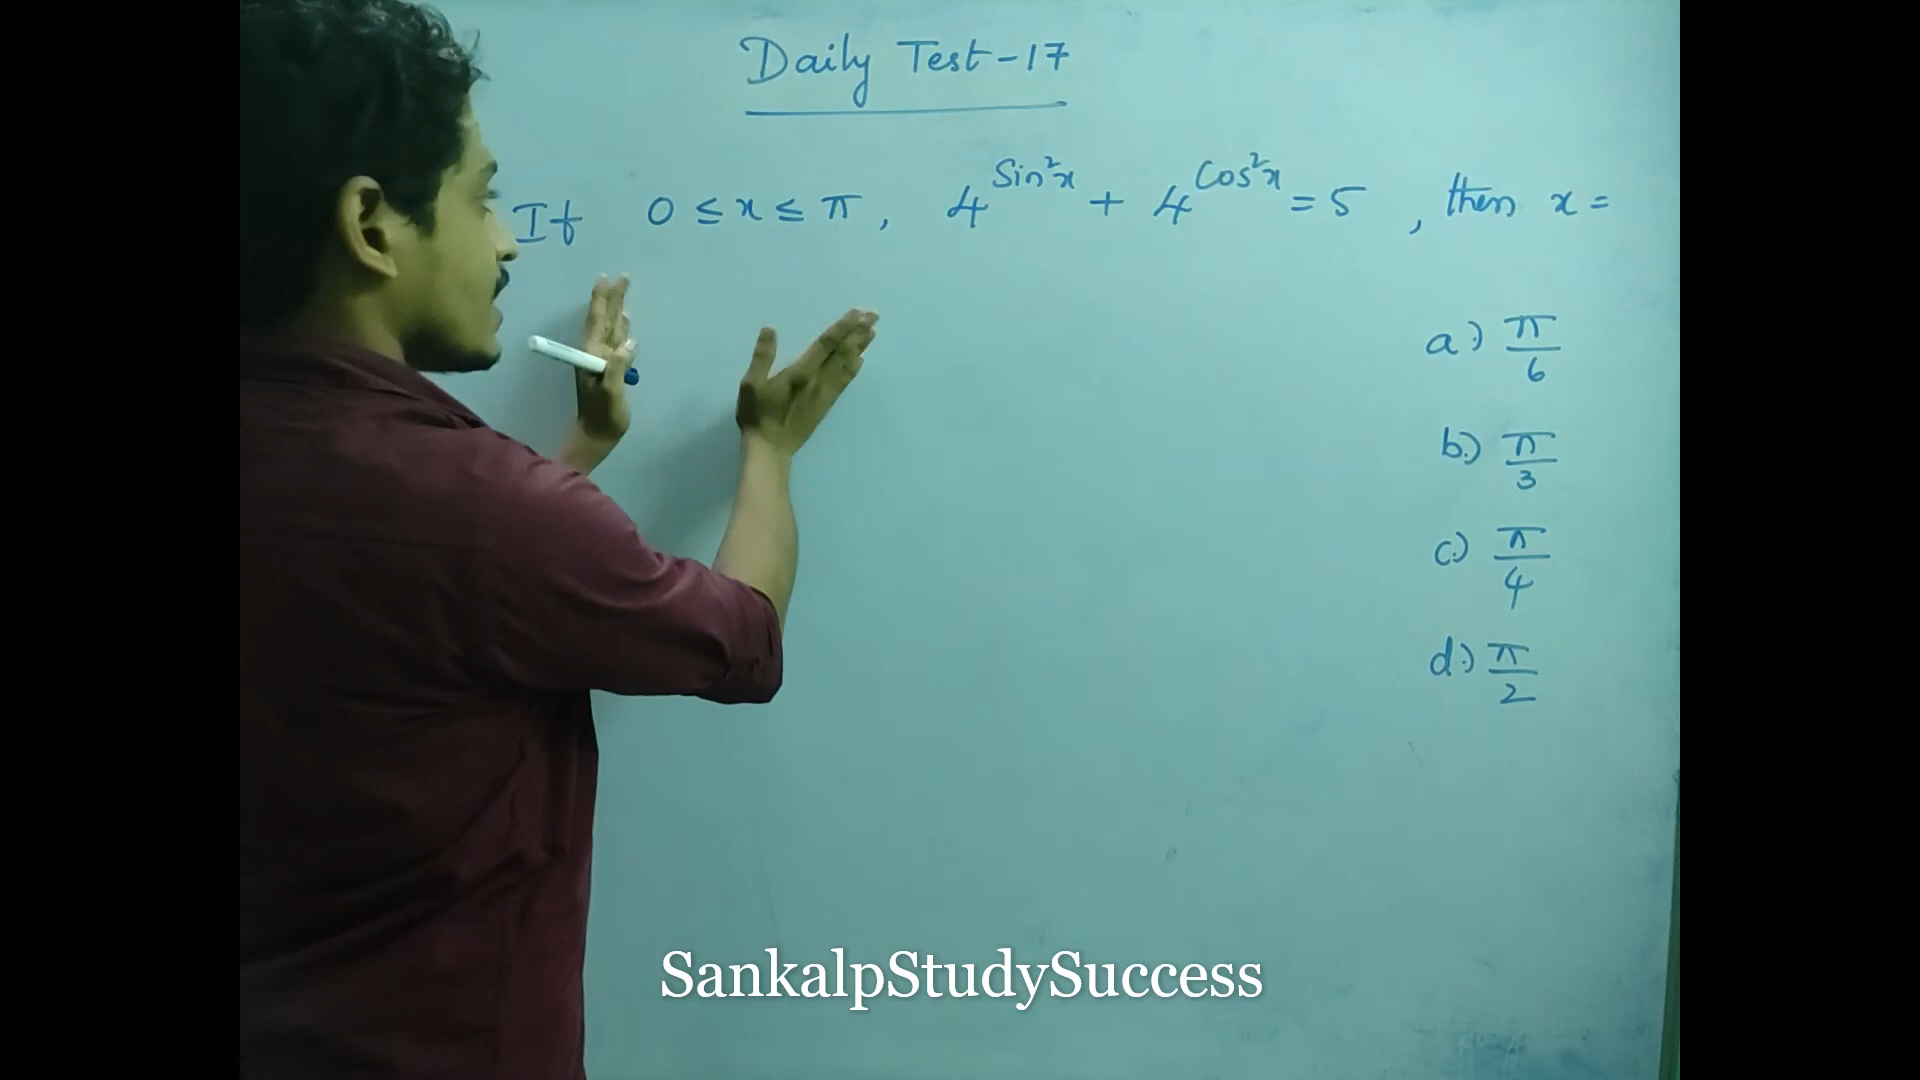 Daily Test-17
If 0 ≤ x ≤ π, 4^Sin²x + 4^Cos²x = 5, then x =
a.) π/6
b.) π/3
c.) π/4
d.) π/2
SankalpStudySuccess